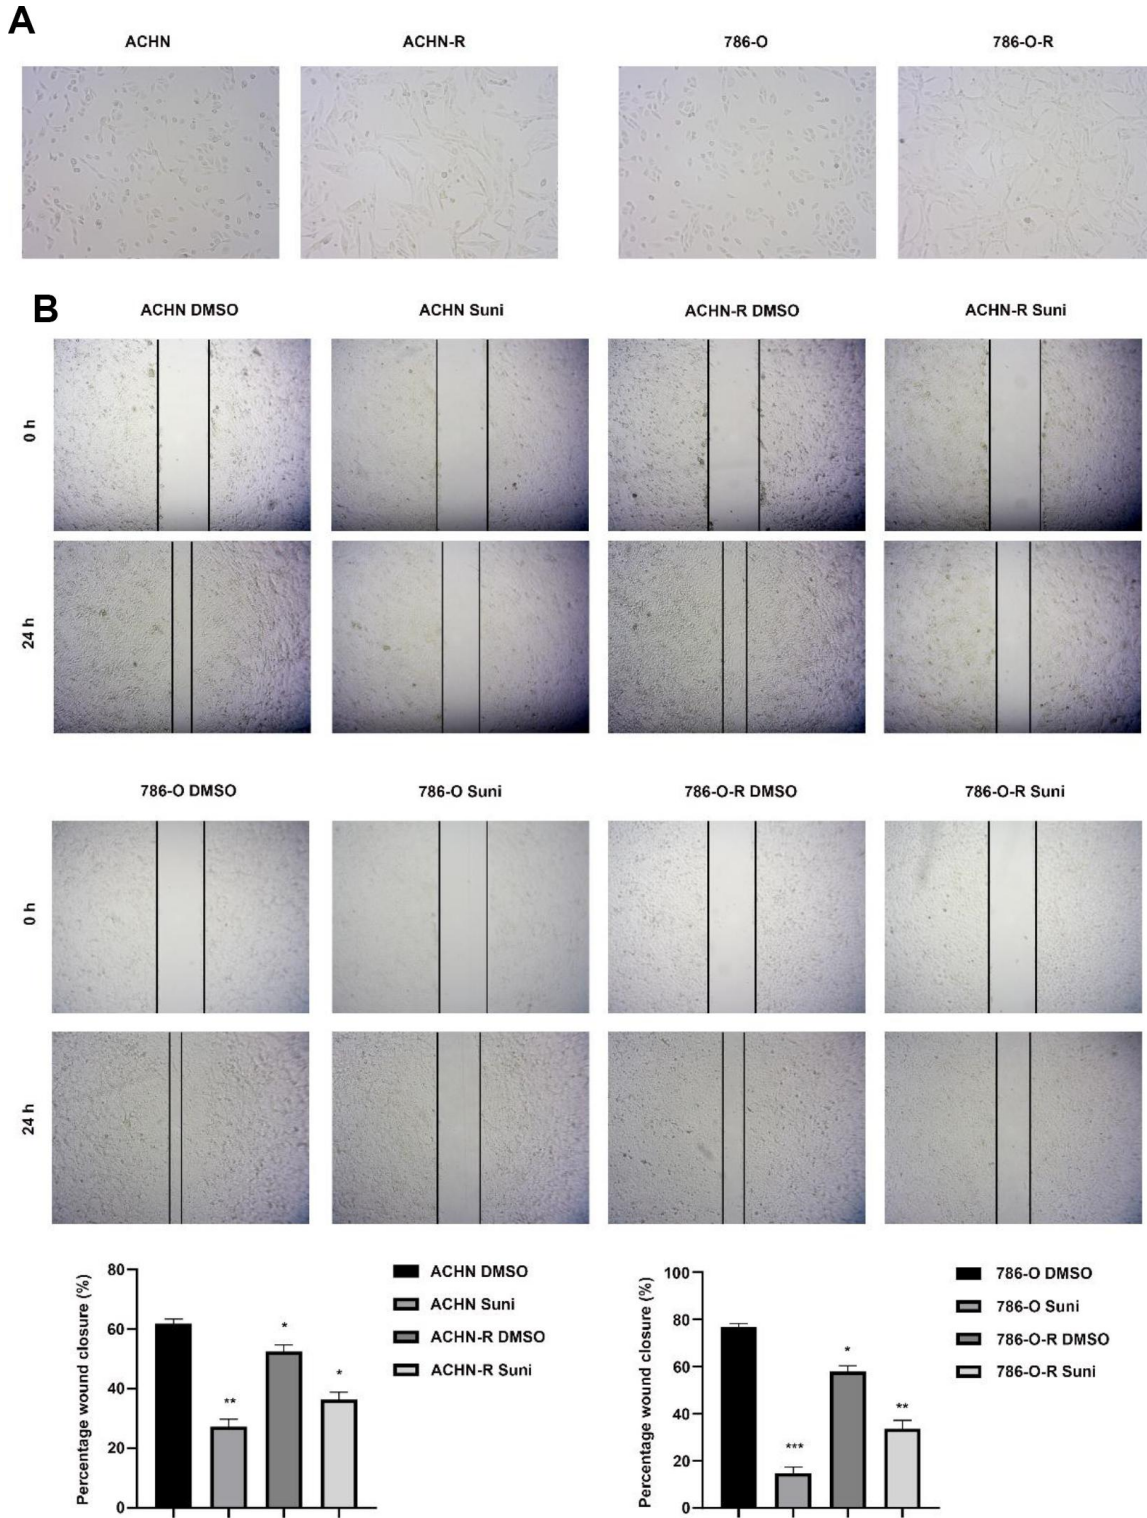 A
ACHN ACHN-R 786-O 786-O-R
B
ACHN DMSO ACHN Suni ACHN-R DMSO ACHN-R Suni
0 h
24 h
786-O DMSO 786-O Suni 786-O-R DMSO 786-O-R Suni
0 h
24 h
Percentage wound closure (%)
80
60
40
20
0
**
*
*
ACHN DMSO
ACHN Suni
ACHN-R DMSO
ACHN-R Suni
Percentage wound closure (%)
100
80
60
40
20
0
***
*
**
786-O DMSO
786-O Suni
786-O-R DMSO
786-O-R Suni